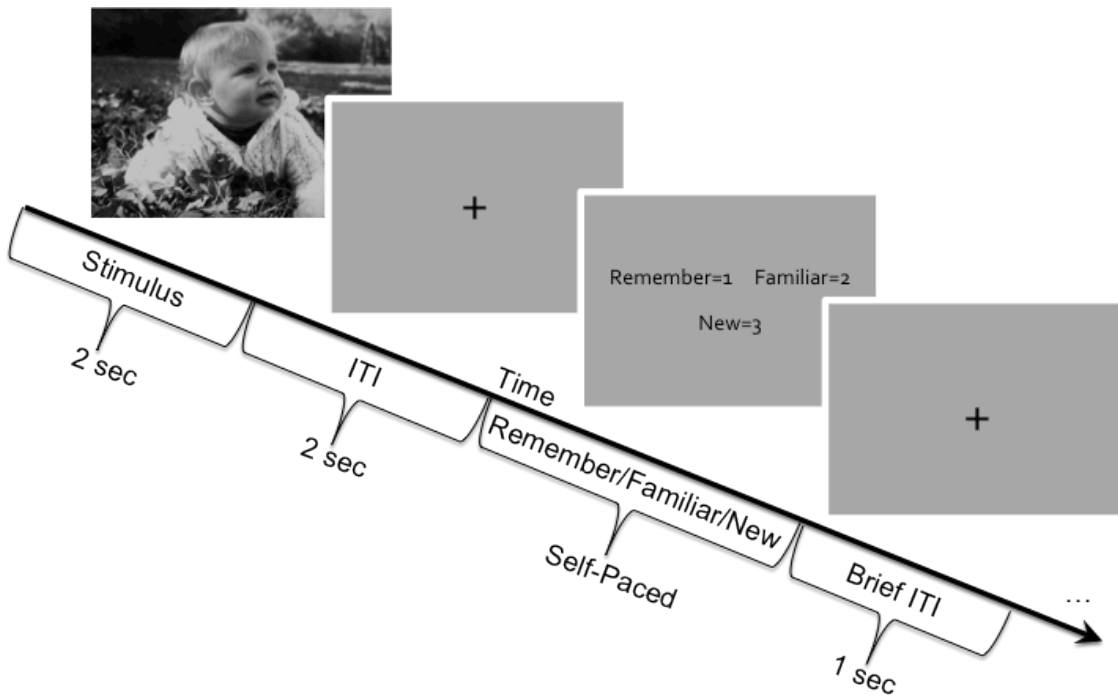 +
Remember=1 Familiar=2
New=3
+
Stimulus
2 sec
ITI
2 sec
Time
Remember/Familiar/New
Self-Paced
Brief ITI
1 sec
...